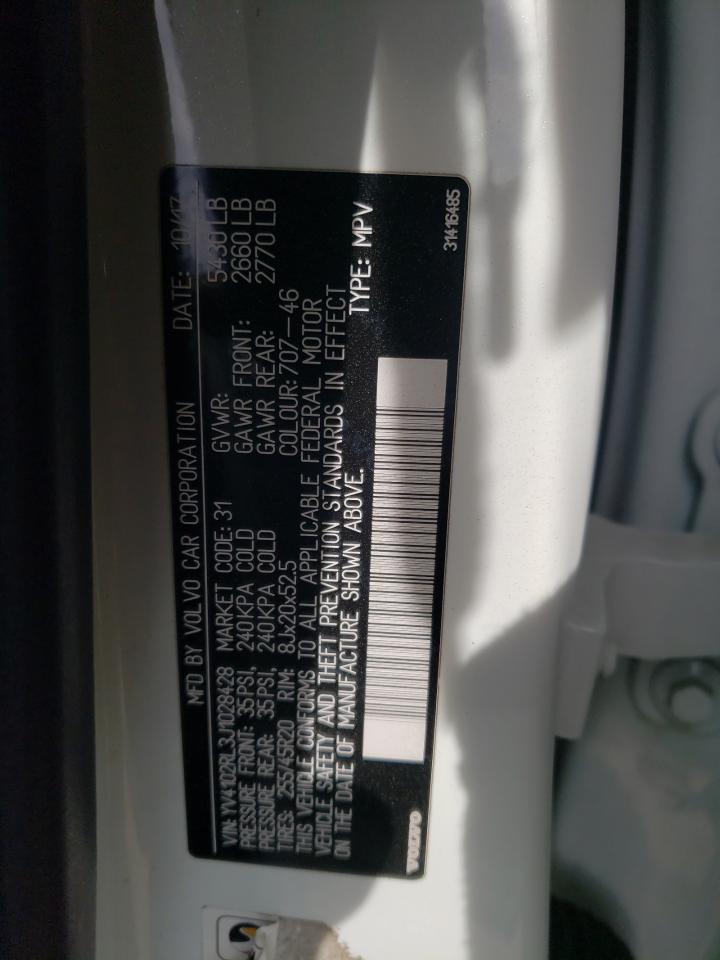 MFD BY VOLVO CAR CORPORATION DATE: 10/17
VIN: YV4102RL3J1028428 MARKET CODE: 31 GVWR: 5430 LB
PRESSURE FRONT: 35PSI, 240KPA COLD GAWR FRONT: 2660 LB
PRESSURE REAR: 35PSI, 240KPA COLD GAWR REAR: 2770 LB
TIRES: 255/45R20 RIM: 8Jx20x52.5 COLOUR: 707-46
THIS VEHICLE CONFORMS TO ALL APPLICABLE FEDERAL MOTOR
VEHICLE SAFETY AND THEFT PREVENTION STANDARDS IN EFFECT
ON THE DATE OF MANUFACTURE SHOWN ABOVE. TYPE: MPV
VOLVO 31416485